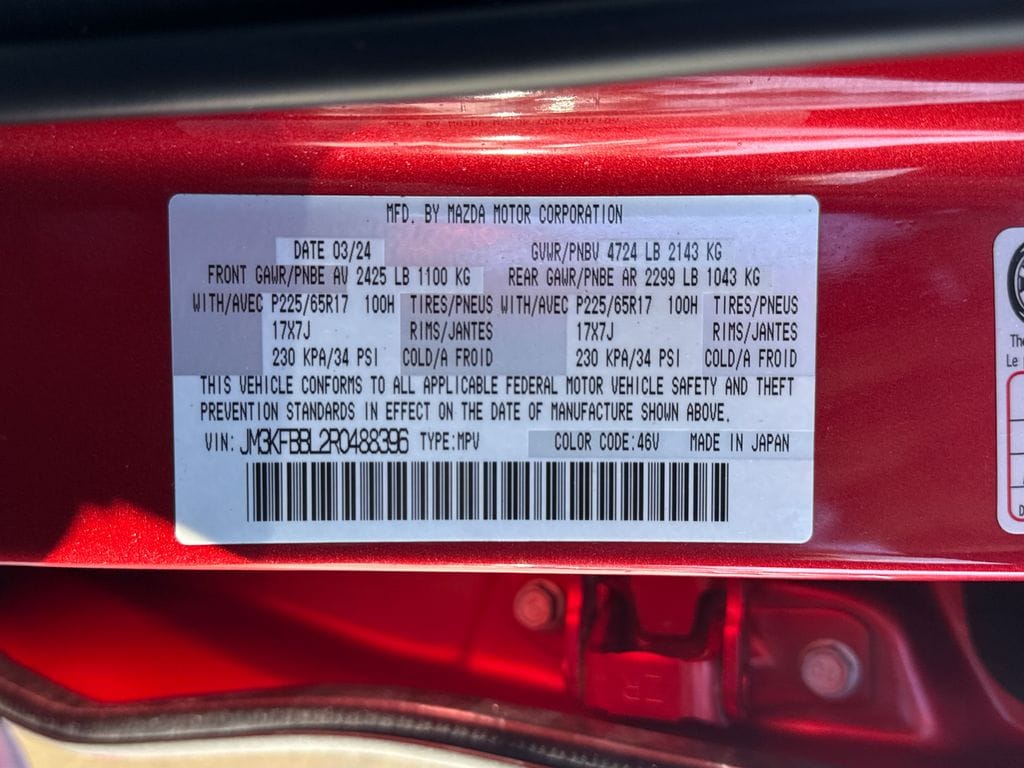 MFD. BY MAZDA MOTOR CORPORATION
DATE 03/24 GVWR/PNBV 4724 LB 2143 KG
FRONT GAWR/PNBE AV 2425 LB 1100 KG REAR GAWR/PNBE AR 2299 LB 1043 KG
WITH/AVEC P225/65R17 100H TIRES/PNEUS WITH/AVEC P225/65R17 100H TIRES/PNEUS
17X7J RIMS/JANTES 17X7J RIMS/JANTES
230 KPA/34 PSI COLD/A FROID 230 KPA/34 PSI COLD/A FROID
THIS VEHICLE CONFORMS TO ALL APPLICABLE FEDERAL MOTOR VEHICLE SAFETY AND THEFT
PREVENTION STANDARDS IN EFFECT ON THE DATE OF MANUFACTURE SHOWN ABOVE.
VIN: JM3KFBBL2R0488396 TYPE:MPV COLOR CODE:46V MADE IN JAPAN
Le